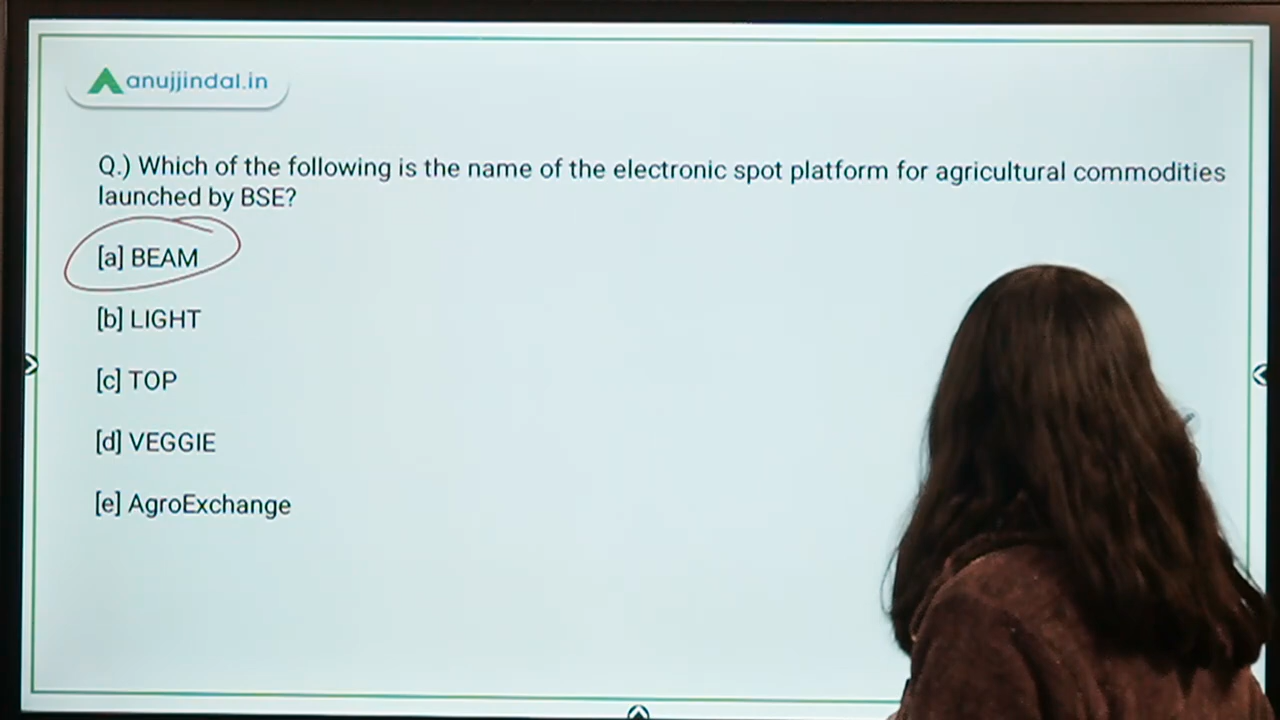 anujjindal.in
Q.) Which of the following is the name of the electronic spot platform for agricultural commodities
launched by BSE?
[a] BEAM
[b] LIGHT
[c] TOP
[d] VEGGIE
[e] AgroExchange